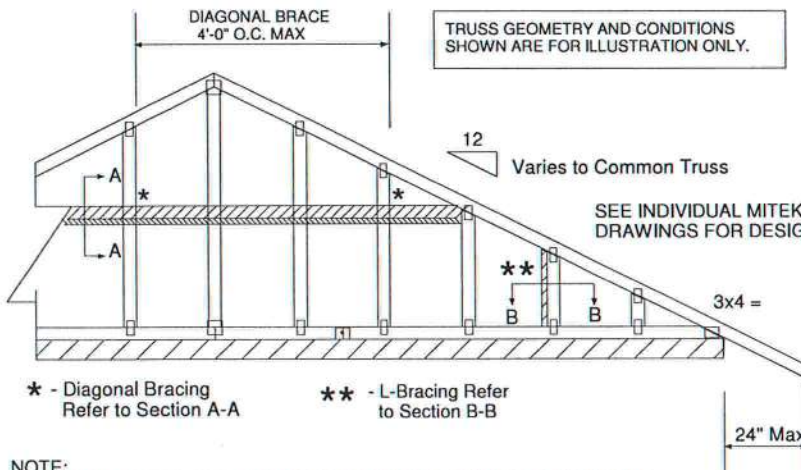 DIAGONAL BRACE
4'-0" O.C. MAX
TRUSS GEOMETRY AND CONDITIONS
SHOWN ARE FOR ILLUSTRATION ONLY.
12
Varies to Common Truss
A
*
*
A
SEE INDIVIDUAL MITEK
DRAWINGS FOR DESIG
**
B
B
3x4 =
* - Diagonal Bracing
Refer to Section A-A
** - L-Bracing Refer
to Section B-B
24" Max
NOTE: